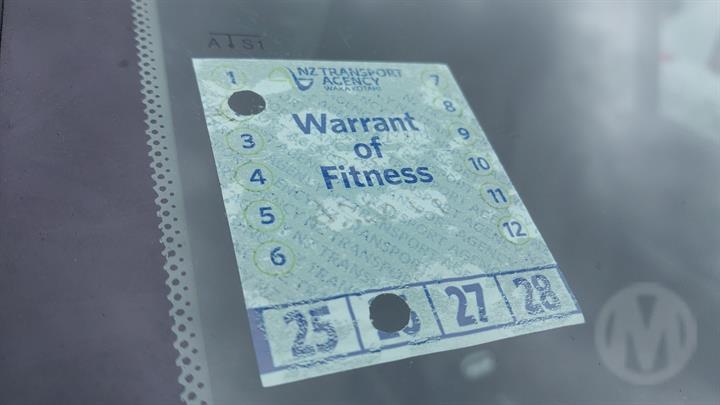 A↓S1
NZ TRANSPORT
AGENCY
WAKA KOTAHI
1
3
4
5
6
7
8
9
10
11
12
Warrant
of
Fitness
25 27 28
M